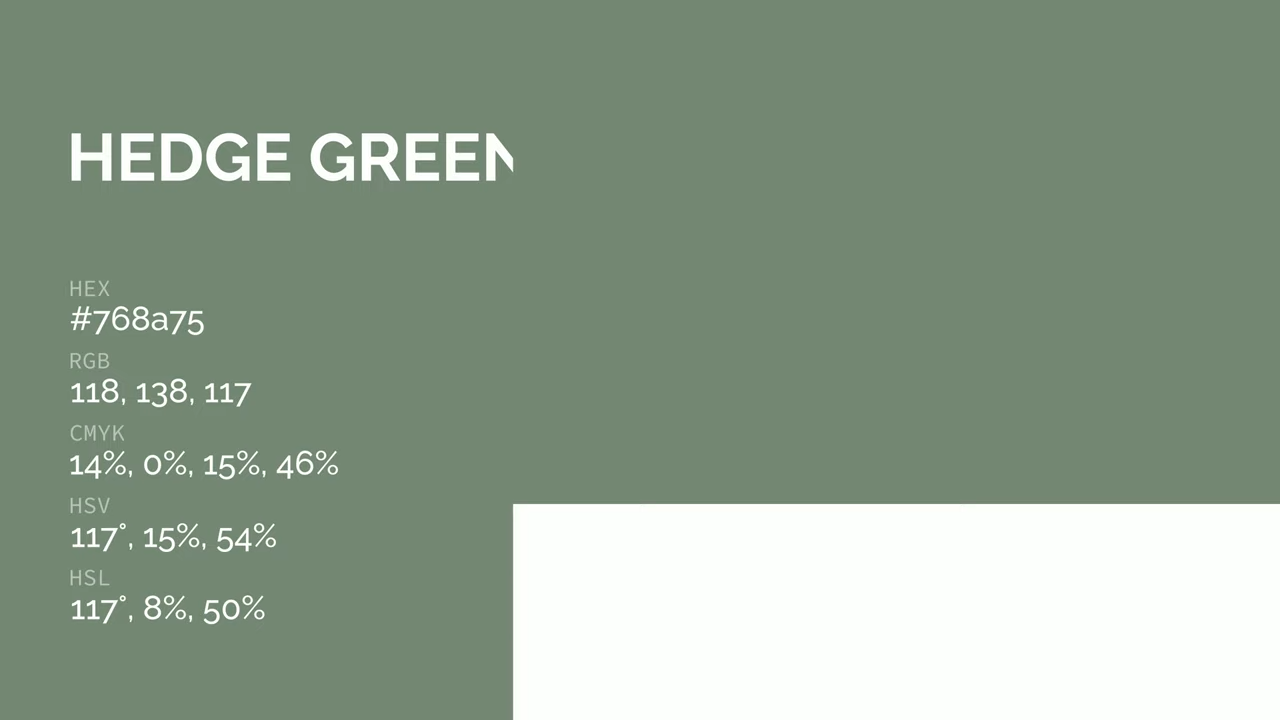 HEDGE GREEN
HEX
#768a75
RGB
118, 138, 117
CMYK
14%, 0%, 15%, 46%
HSV
117°, 15%, 54%
HSL
117°, 8%, 50%